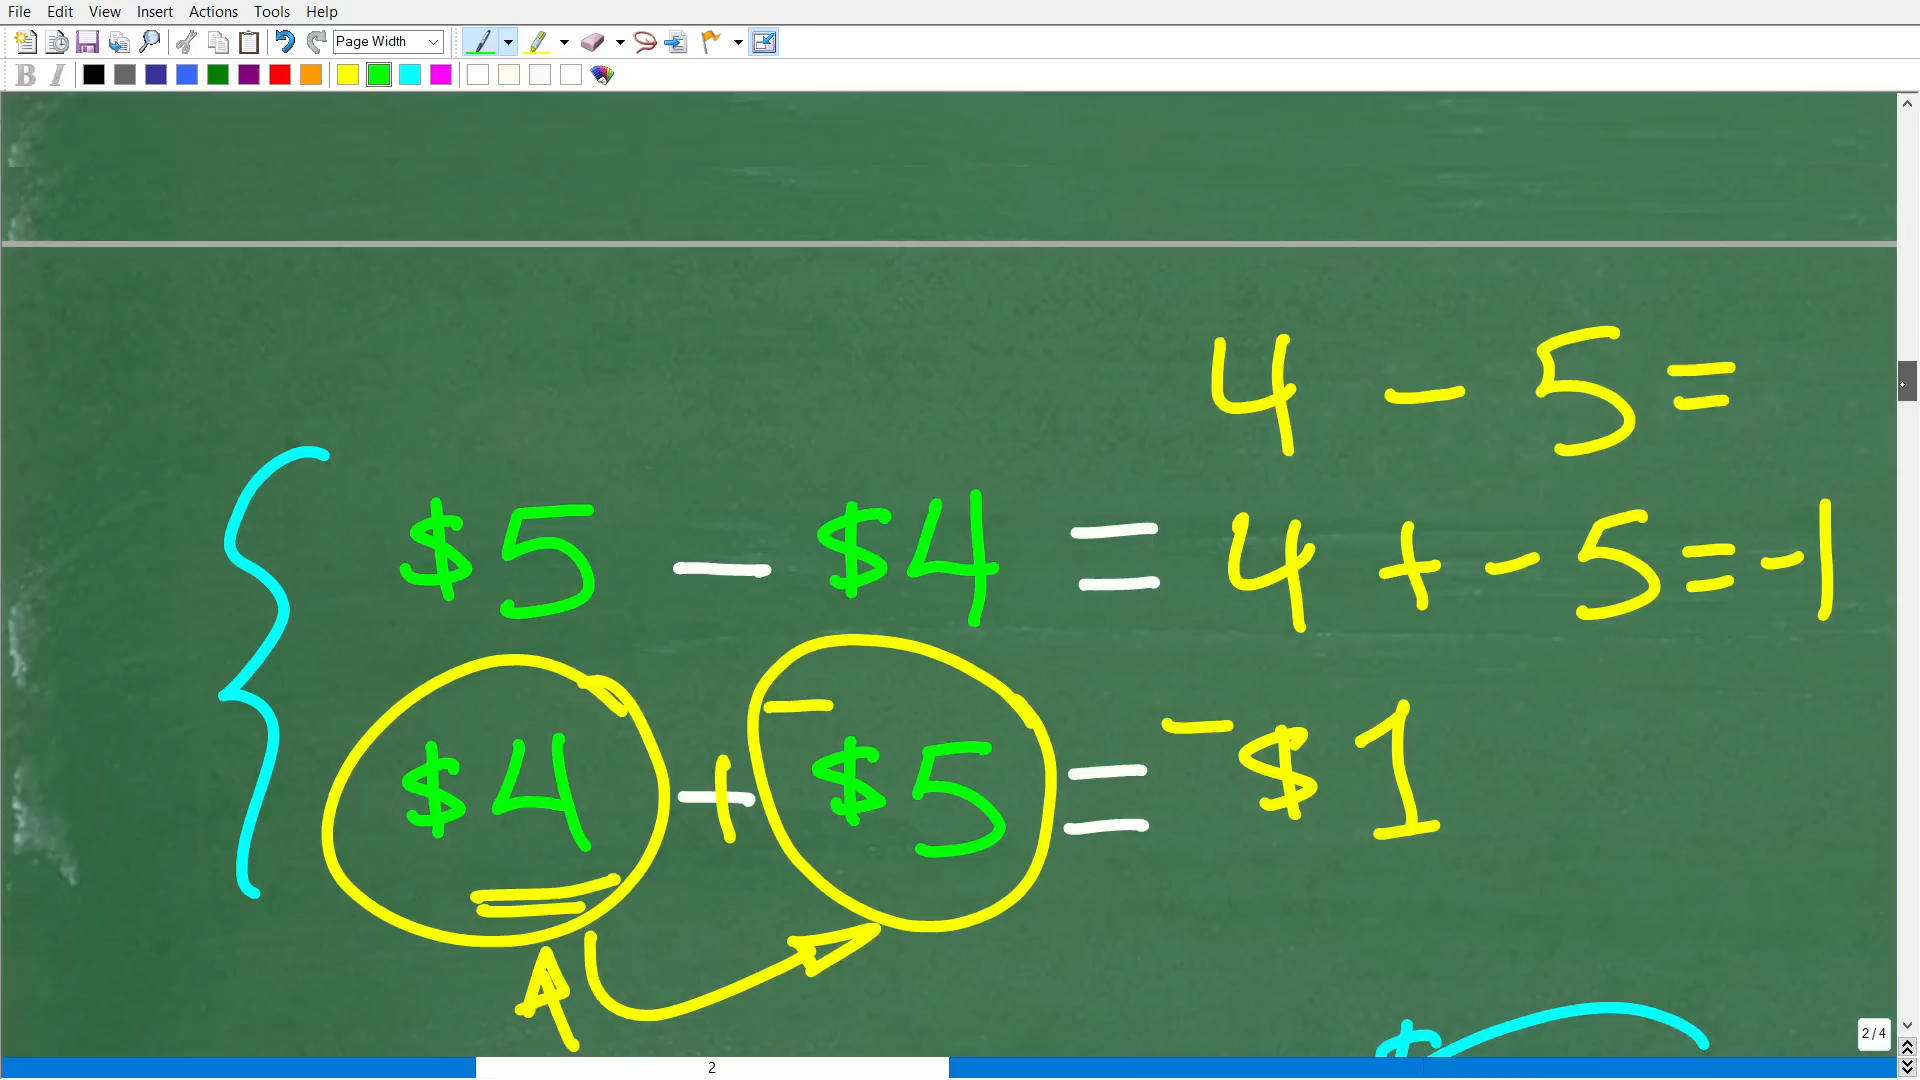 File Edit View Insert Actions Tools Help
Page Width
B I
4 - 5 =
$5 - $4 = 4 + -5 = -1
$4 + -$5 = -$1
$
2 / 4
2